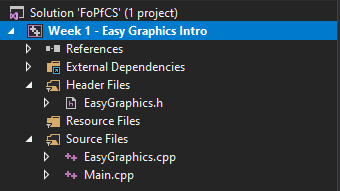 Solution 'FoPfCS' (1 project)
Week 1 - Easy Graphics Intro
References
External Dependencies
Header Files
EasyGraphics.h
Resource Files
Source Files
EasyGraphics.cpp
Main.cpp